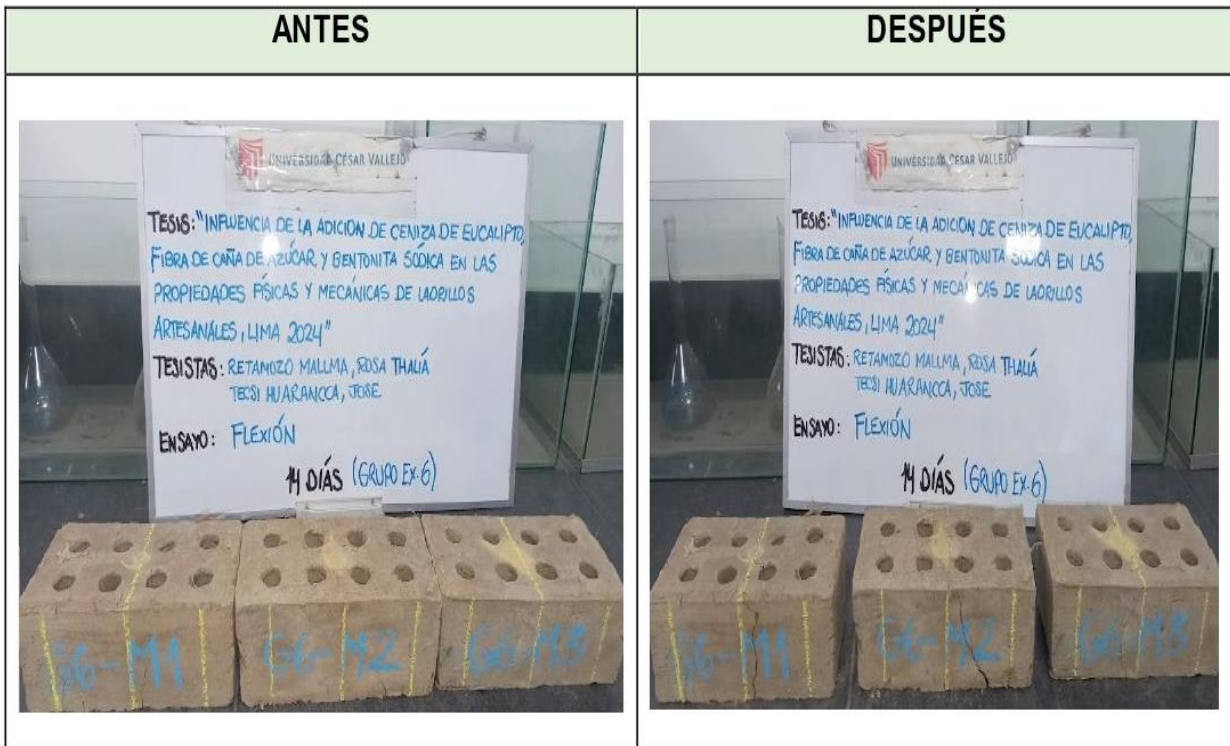 ANTES
DESPUÉS
UNIVERSIDAD CÉSAR VALLEJO
TESIS: "INFLUENCIA DE LA ADICIÓN DE CENIZA DE EUCALIPTO,
FIBRA DE CAÑA DE AZÚCAR Y BENTONITA SÓDICA EN LAS
PROPIEDADES FÍSICAS Y MECÁNICAS DE LADRILLOS
ARTESANALES, LIMA 2024"
TESISTAS: RETAMOZO MALLMA, ROSA THALIÁ
TECSI HUARANCCA, JOSE
ENSAYO: FLEXIÓN
14 DÍAS (GRUPO EX-6)
G6-M1
G6-M2
G6-M3
UNIVERSIDAD CÉSAR VALLEJO
TESIS: "INFLUENCIA DE LA ADICIÓN DE CENIZA DE EUCALIPTO,
FIBRA DE CAÑA DE AZÚCAR Y BENTONITA SÓDICA EN LAS
PROPIEDADES FÍSICAS Y MECÁNICAS DE LADRILLOS
ARTESANALES, LIMA 2024"
TESISTAS: RETAMOZO MALLMA, ROSA THALIÁ
TECSI HUARANCCA, JOSE
ENSAYO: FLEXIÓN
14 DÍAS (GRUPO EX-6)
G6-M1
G6-M2
G6-M3